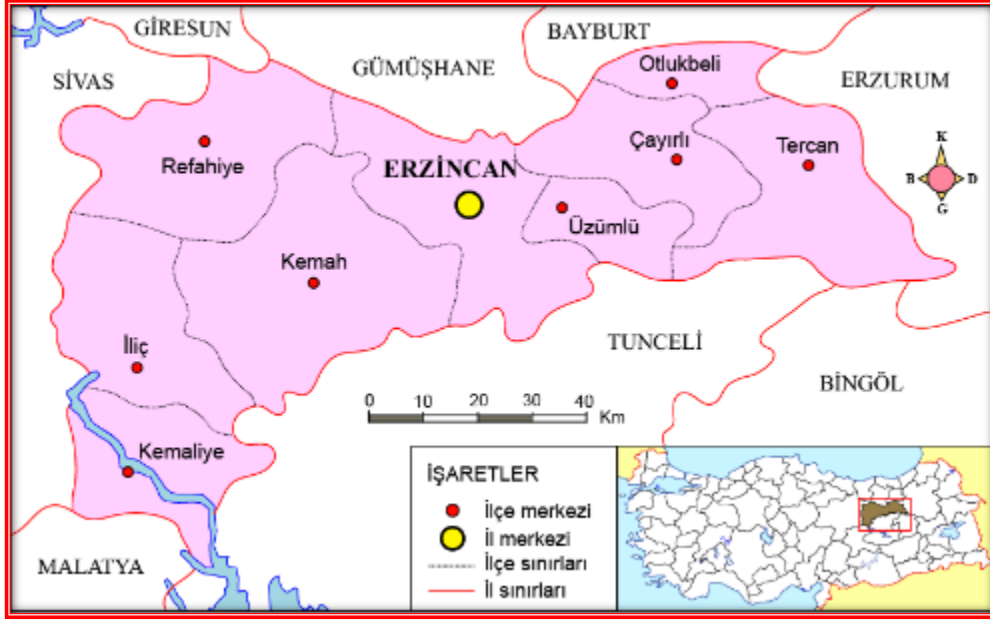 GİRESUN
BAYBURT
SİVAS
GÜMÜŞHANE
Otlukbeli
ERZURUM
Refahiye
ERZİNCAN
Çayırlı
Tercan
K
B
D
G
Üzümlü
Kemah
İliç
TUNCELİ
BİNGÖL
0 10 20 30 40
Km
Kemaliye
MALATYA
İŞARETLER
İlçe merkezi
İl merkezi
İlçe sınırları
İl sınırları